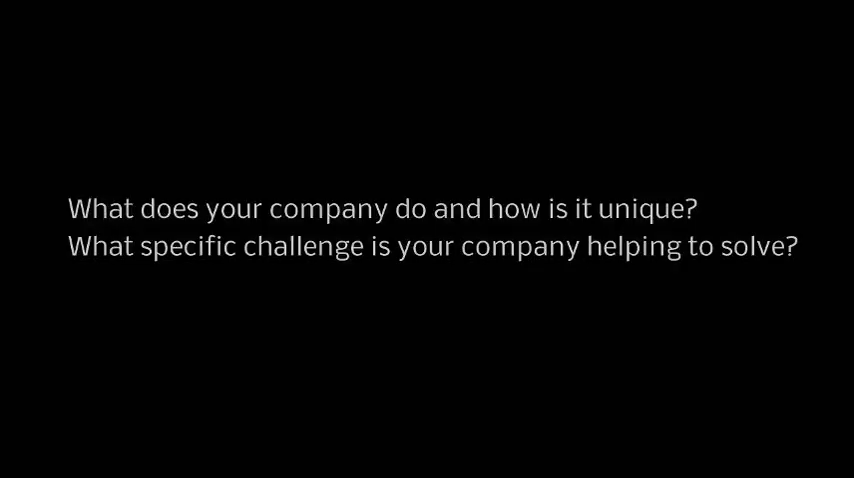 What does your company do and how is it unique?
What specific challenge is your company helping to solve?